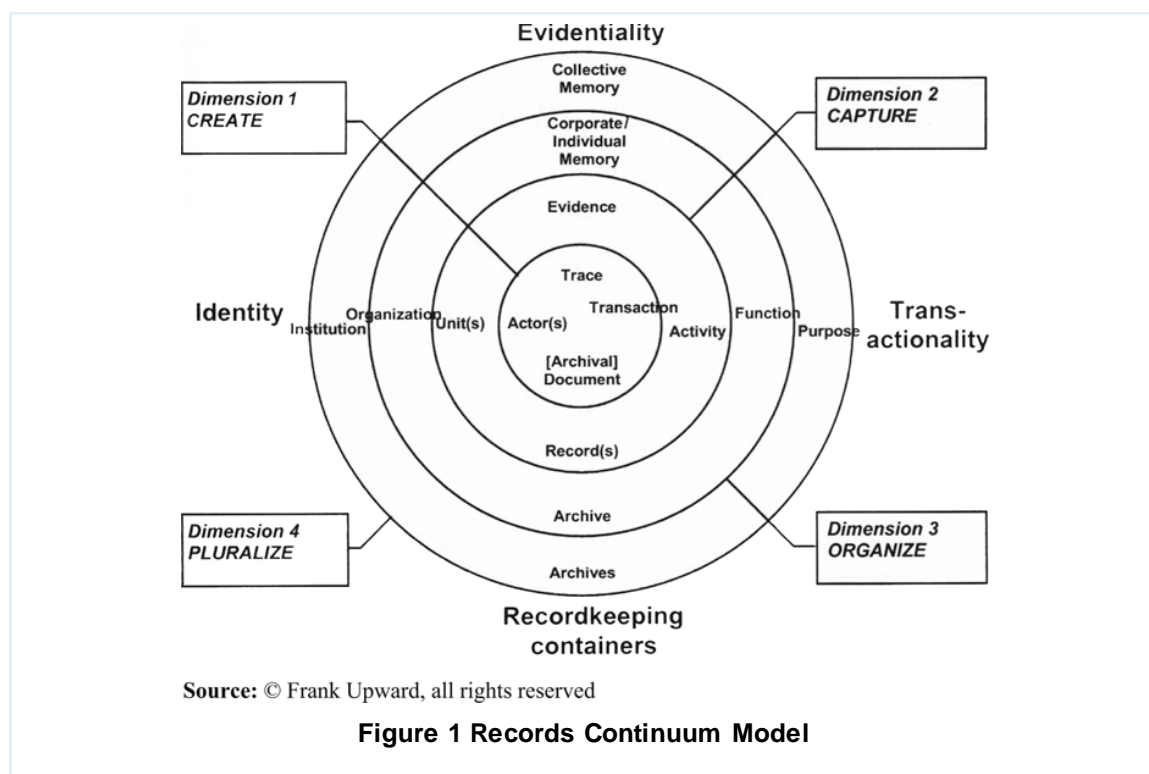 Evidentiality
Collective
Memory
Dimension 1
CREATE
Dimension 2
CAPTURE
Corporate/
Individual
Memory
Evidence
Trace
Transaction
Identity
Institution
Organization
Unit(s)
Actor(s)
Activity
Function
Purpose
Trans-
actionality
[Archival]
Document
Record(s)
Archive
Archives
Dimension 4
PLURALIZE
Dimension 3
ORGANIZE
Recordkeeping
containers
Source: © Frank Upward, all rights reserved
Figure 1 Records Continuum Model